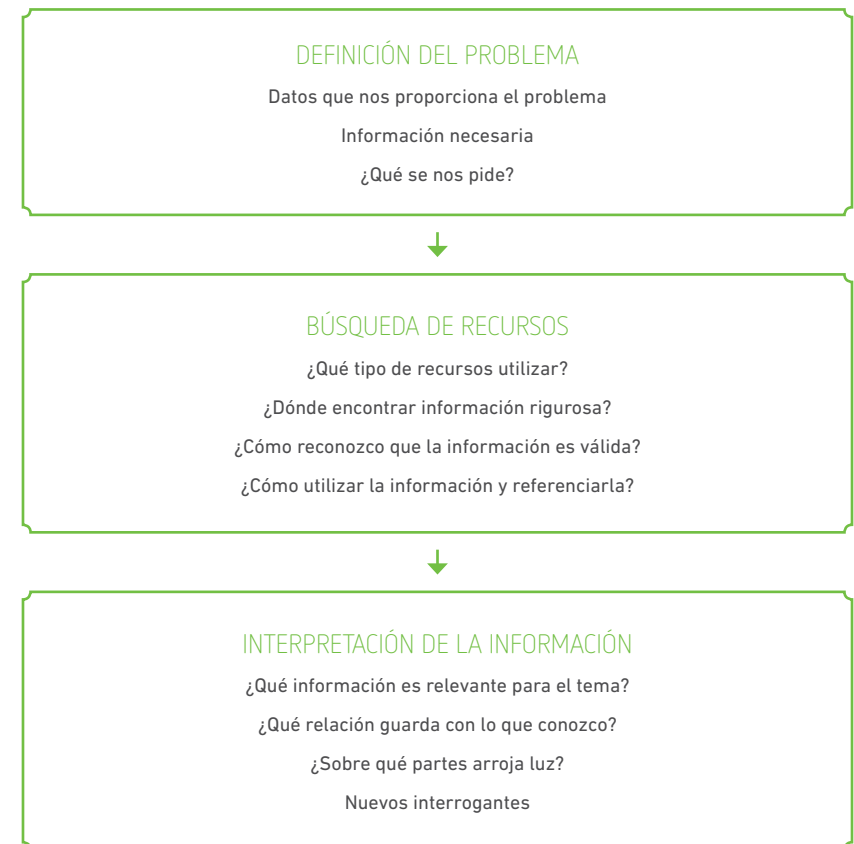 DEFINICIÓN DEL PROBLEMA
Datos que nos proporciona el problema
Información necesaria
¿Qué se nos pide?
BÚSQUEDA DE RECURSOS
¿Qué tipo de recursos utilizar?
¿Dónde encontrar información rigurosa?
¿Cómo reconozco que la información es válida?
¿Cómo utilizar la información y referenciarla?
INTERPRETACIÓN DE LA INFORMACIÓN
¿Qué información es relevante para el tema?
¿Qué relación guarda con lo que conozco?
¿Sobre qué partes arroja luz?
Nuevos interrogantes